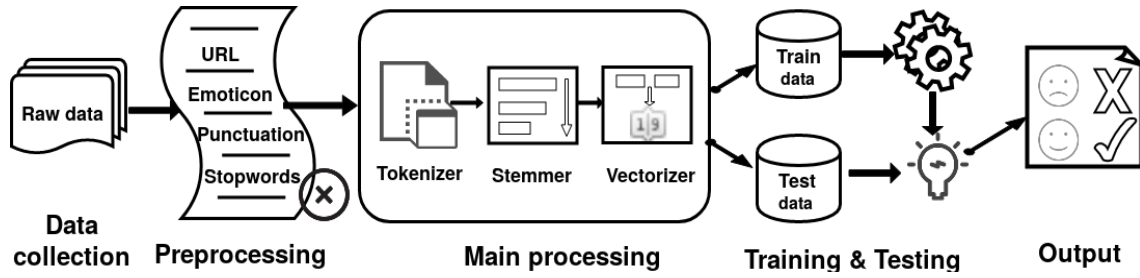 Raw data
URL
Emoticon
Punctuation
Stopwords
Tokenizer
Stemmer
1 9
Vectorizer
Train
data
Test
data
Data
collection
Preprocessing
Main processing
Training & Testing
Output